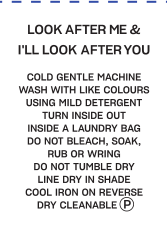 LOOK AFTER ME &
I'LL LOOK AFTER YOU
COLD GENTLE MACHINE
WASH WITH LIKE COLOURS
USING MILD DETERGENT
TURN INSIDE OUT
INSIDE A LAUNDRY BAG
DO NOT BLEACH, SOAK,
RUB OR WRING
DO NOT TUMBLE DRY
LINE DRY IN SHADE
COOL IRON ON REVERSE
DRY CLEANABLE Ⓟ